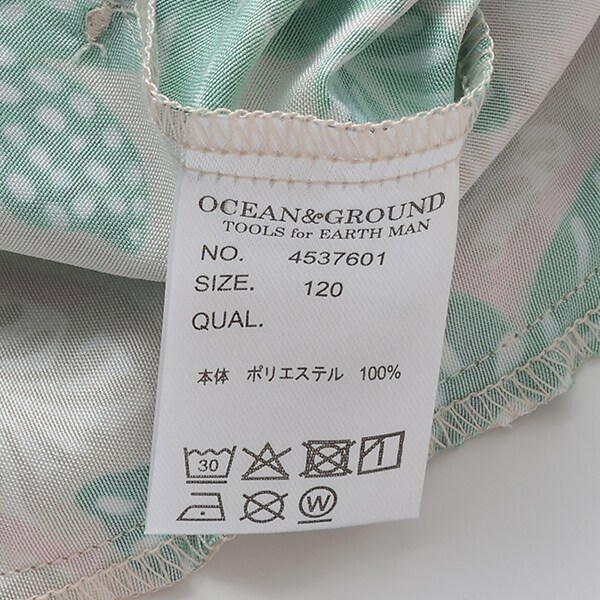 OCEAN&GROUND
TOOLS for EARTH MAN
NO. 4537601
SIZE. 120
QUAL.
本体 ポリエステル 100%
30
W